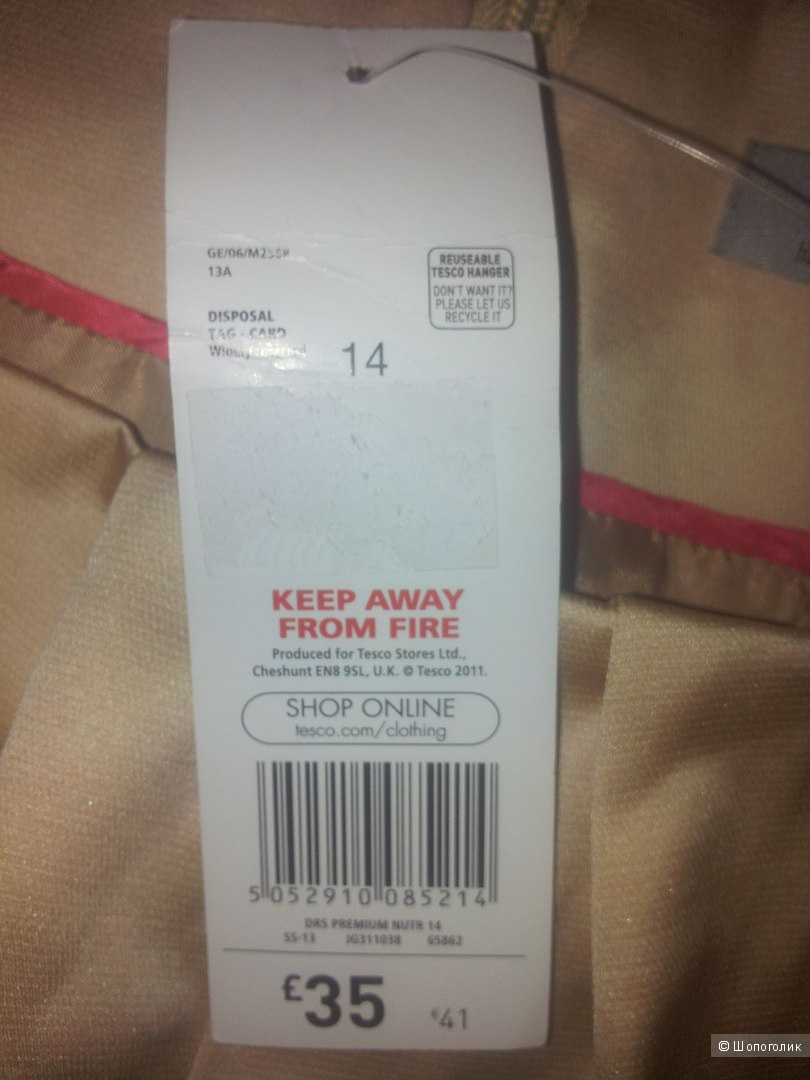 13A
DISPOSAL
TAG - CARD
14
REUSEABLE
TESCO HANGER
DON'T WANT IT?
PLEASE LET US
RECYCLE IT
KEEP AWAY
FROM FIRE
Produced for Tesco Stores Ltd.,
Cheshunt EN8 9SL, U.K. © Tesco 2011.
SHOP ONLINE
tesco.com/clothing
5 052910 085214
DRS PREMIUM NUTR 14
SS-13 JG311038 65862
£35 €41
© Шопоголик